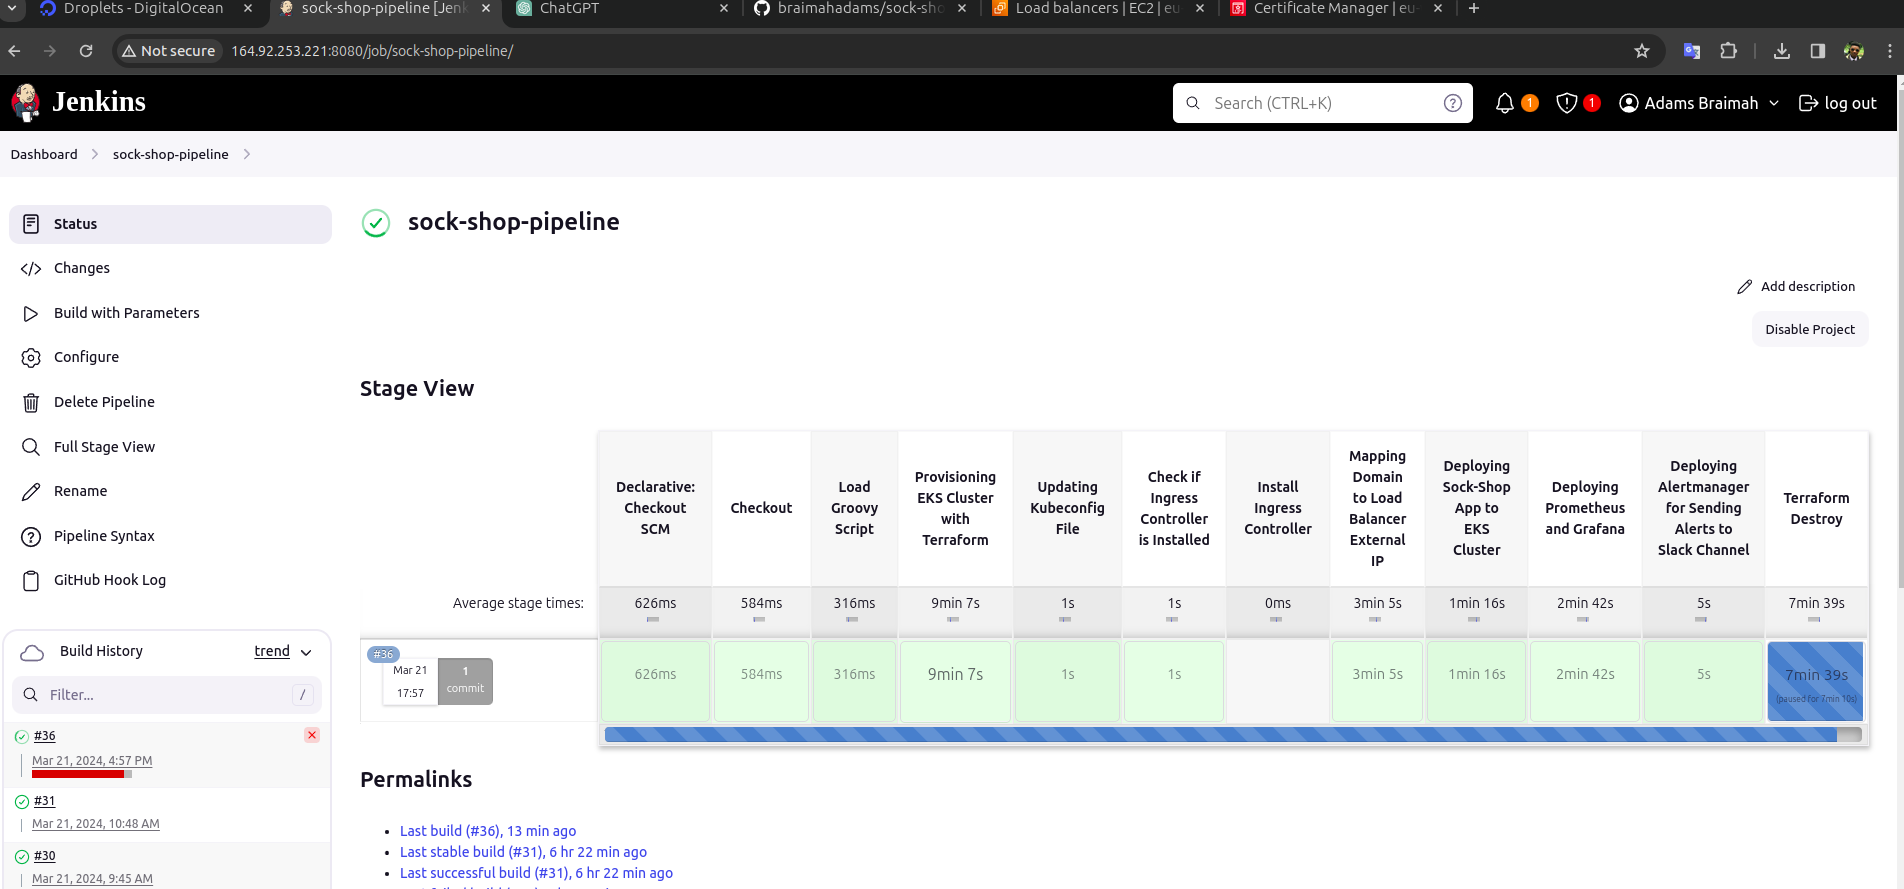 Droplets - DigitalOcean
sock-shop-pipeline [Jenk
ChatGPT
braimahadams/sock-sho
Load balancers | EC2 | eu-
Certificate Manager | eu-
Not secure
164.92.253.221:8080/job/sock-shop-pipeline/
Jenkins
Search (CTRL+K)
?
1
1
Adams Braimah
log out
Dashboard
sock-shop-pipeline
Status
Changes
Build with Parameters
Configure
Delete Pipeline
Full Stage View
Rename
Pipeline Syntax
GitHub Hook Log
sock-shop-pipeline
Add description
Disable Project
Stage View
Declarative:
Checkout
SCM
Checkout
Load
Groovy
Script
Provisioning
EKS Cluster
with
Terraform
Updating
Kubeconfig
File
Check if
Ingress
Controller
is Installed
Install
Ingress
Controller
Mapping
Domain
to Load
Balancer
External
IP
Deploying
Sock-Shop
App to
EKS
Cluster
Deploying
Prometheus
and Grafana
Deploying
Alertmanager
for Sending
Alerts to
Slack Channel
Terraform
Destroy
Average stage times:
626ms
584ms
316ms
9min 7s
1s
1s
0ms
3min 5s
1min 16s
2min 42s
5s
7min 39s
#36
Mar 21
17:57
1
commit
626ms
584ms
316ms
9min 7s
1s
1s
3min 5s
1min 16s
2min 42s
5s
7min 39s
(paused for 7min 10s)
Build History
trend
Filter...
/
#36
Mar 21, 2024, 4:57 PM
#31
Mar 21, 2024, 10:48 AM
#30
Mar 21, 2024, 9:45 AM
Permalinks
Last build (#36), 13 min ago
Last stable build (#31), 6 hr 22 min ago
Last successful build (#31), 6 hr 22 min ago